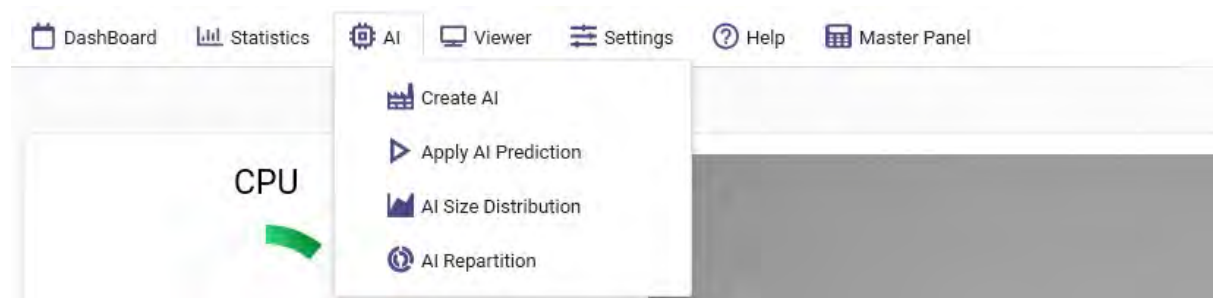 DashBoard Statistics AI Viewer Settings Help Master Panel
Create AI
Apply AI Prediction
CPU
AI Size Distribution
AI Repartition